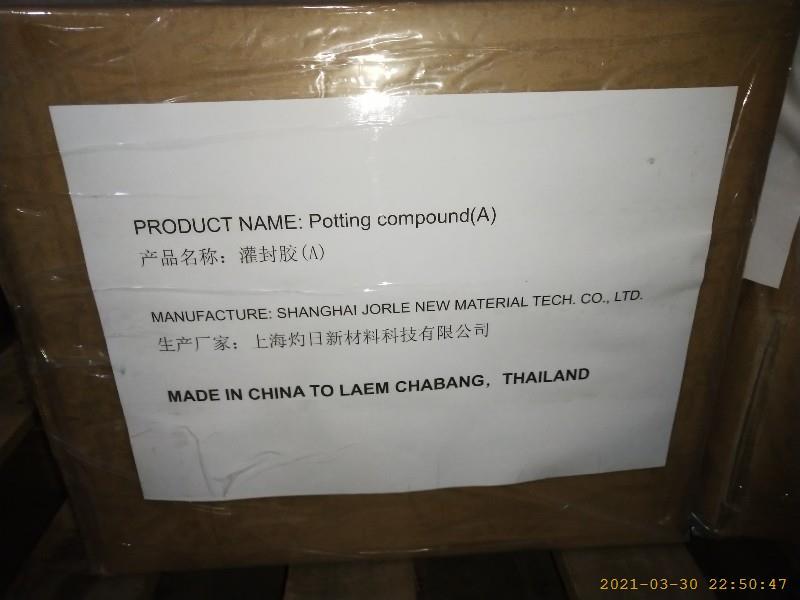 PRODUCT NAME: Potting compound(A)
产品名称：灌封胶(A)
MANUFACTURE: SHANGHAI JORLE NEW MATERIAL TECH. CO., LTD.
生产厂家：上海灼日新材料科技有限公司
MADE IN CHINA TO LAEM CHABANG，THAILAND
2021-03-30 22:50:47